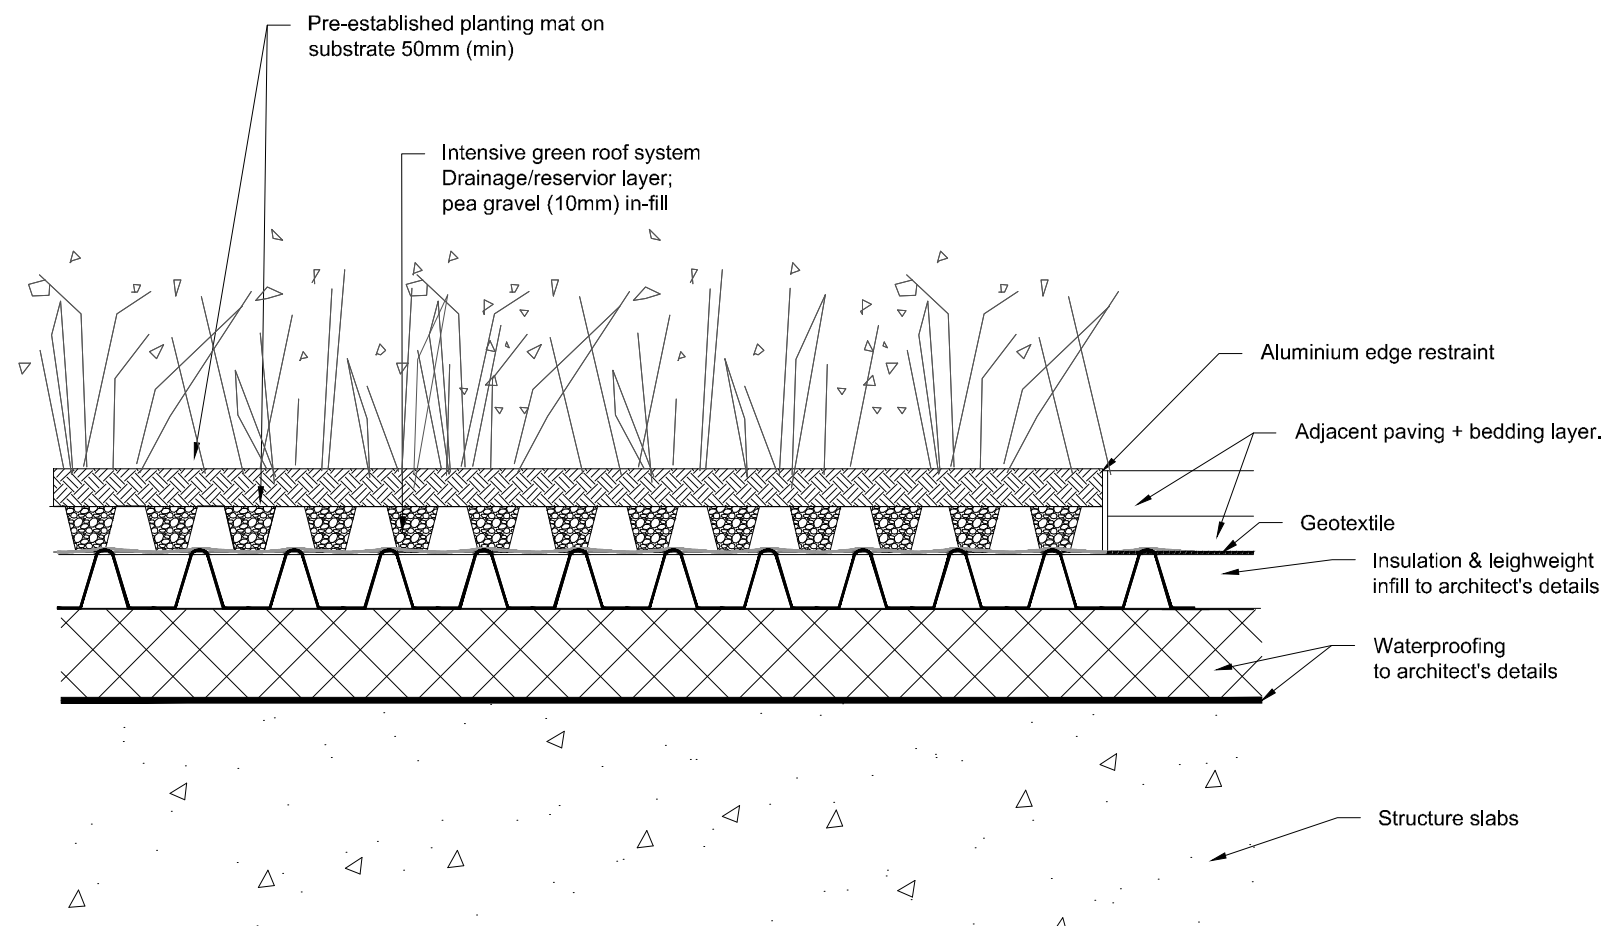 Pre-established planting mat on
substrate 50mm (min)
Intensive green roof system
Drainage/reservior layer;
pea gravel (10mm) in-fill
Aluminium edge restraint
Adjacent paving + bedding layer.
Geotextile
Insulation & leighweight
infill to architect's details
Waterproofing
to architect's details
Structure slabs